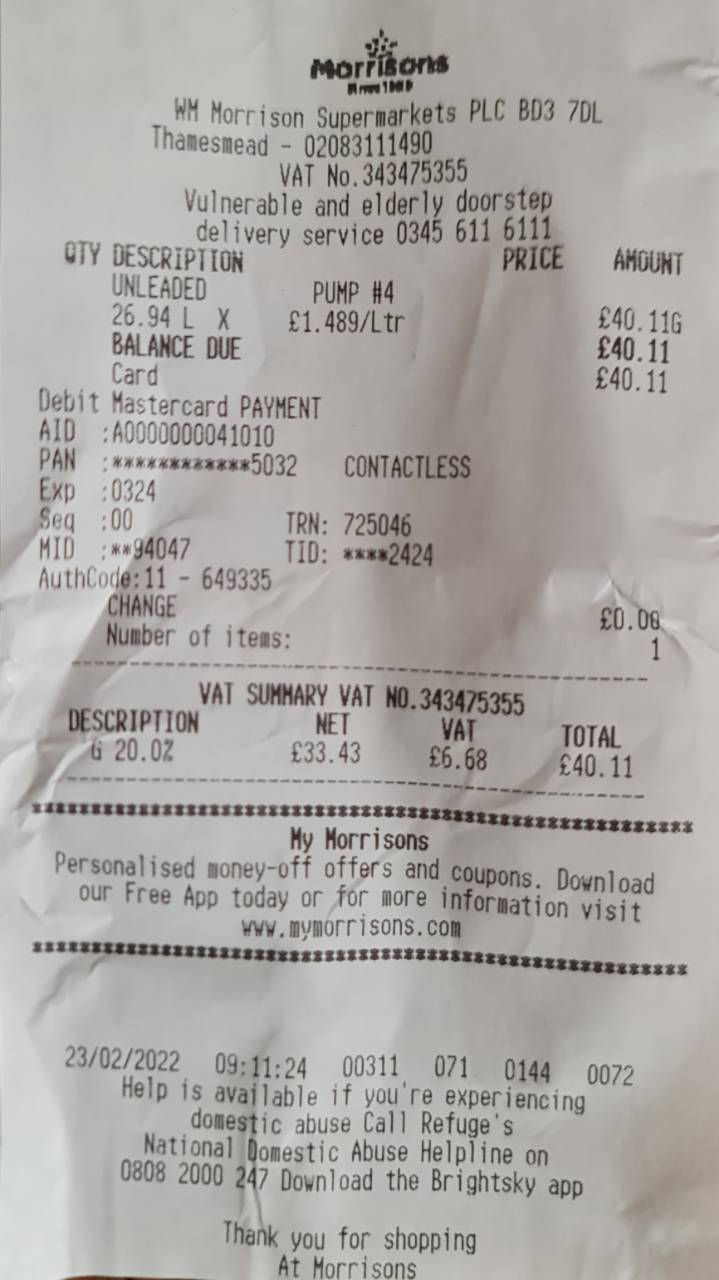 Morrisons
WM Morrison Supermarkets PLC BD3 7DL
Thamesmead - 02083111490
VAT No.343475355
Vulnerable and elderly doorstep
delivery service 0345 611 6111
QTY DESCRIPTION PRICE AMOUNT
UNLEADED PUMP #4
26.94 L X £1.489/Ltr £40.11G
BALANCE DUE £40.11
Card £40.11
Debit Mastercard PAYMENT
AID :A0000000041010
PAN :************5032 CONTACTLESS
Exp :0324
Seq :00 TRN: 725046
MID :**94047 TID: ****2424
AuthCode:11 - 649335
CHANGE £0.00
Number of items: 1
VAT SUMMARY VAT NO.343475355
DESCRIPTION NET VAT TOTAL
G 20.0% £33.43 £6.68 £40.11
My Morrisons
Personalised money-off offers and coupons. Download
our Free App today or for more information visit
www.mymorrisons.com
23/02/2022 09:11:24 00311 071 0144 0072
Help is available if you're experiencing
domestic abuse Call Refuge's
National Domestic Abuse Helpline on
0808 2000 247 Download the Brightsky app
Thank you for shopping
At Morrisons